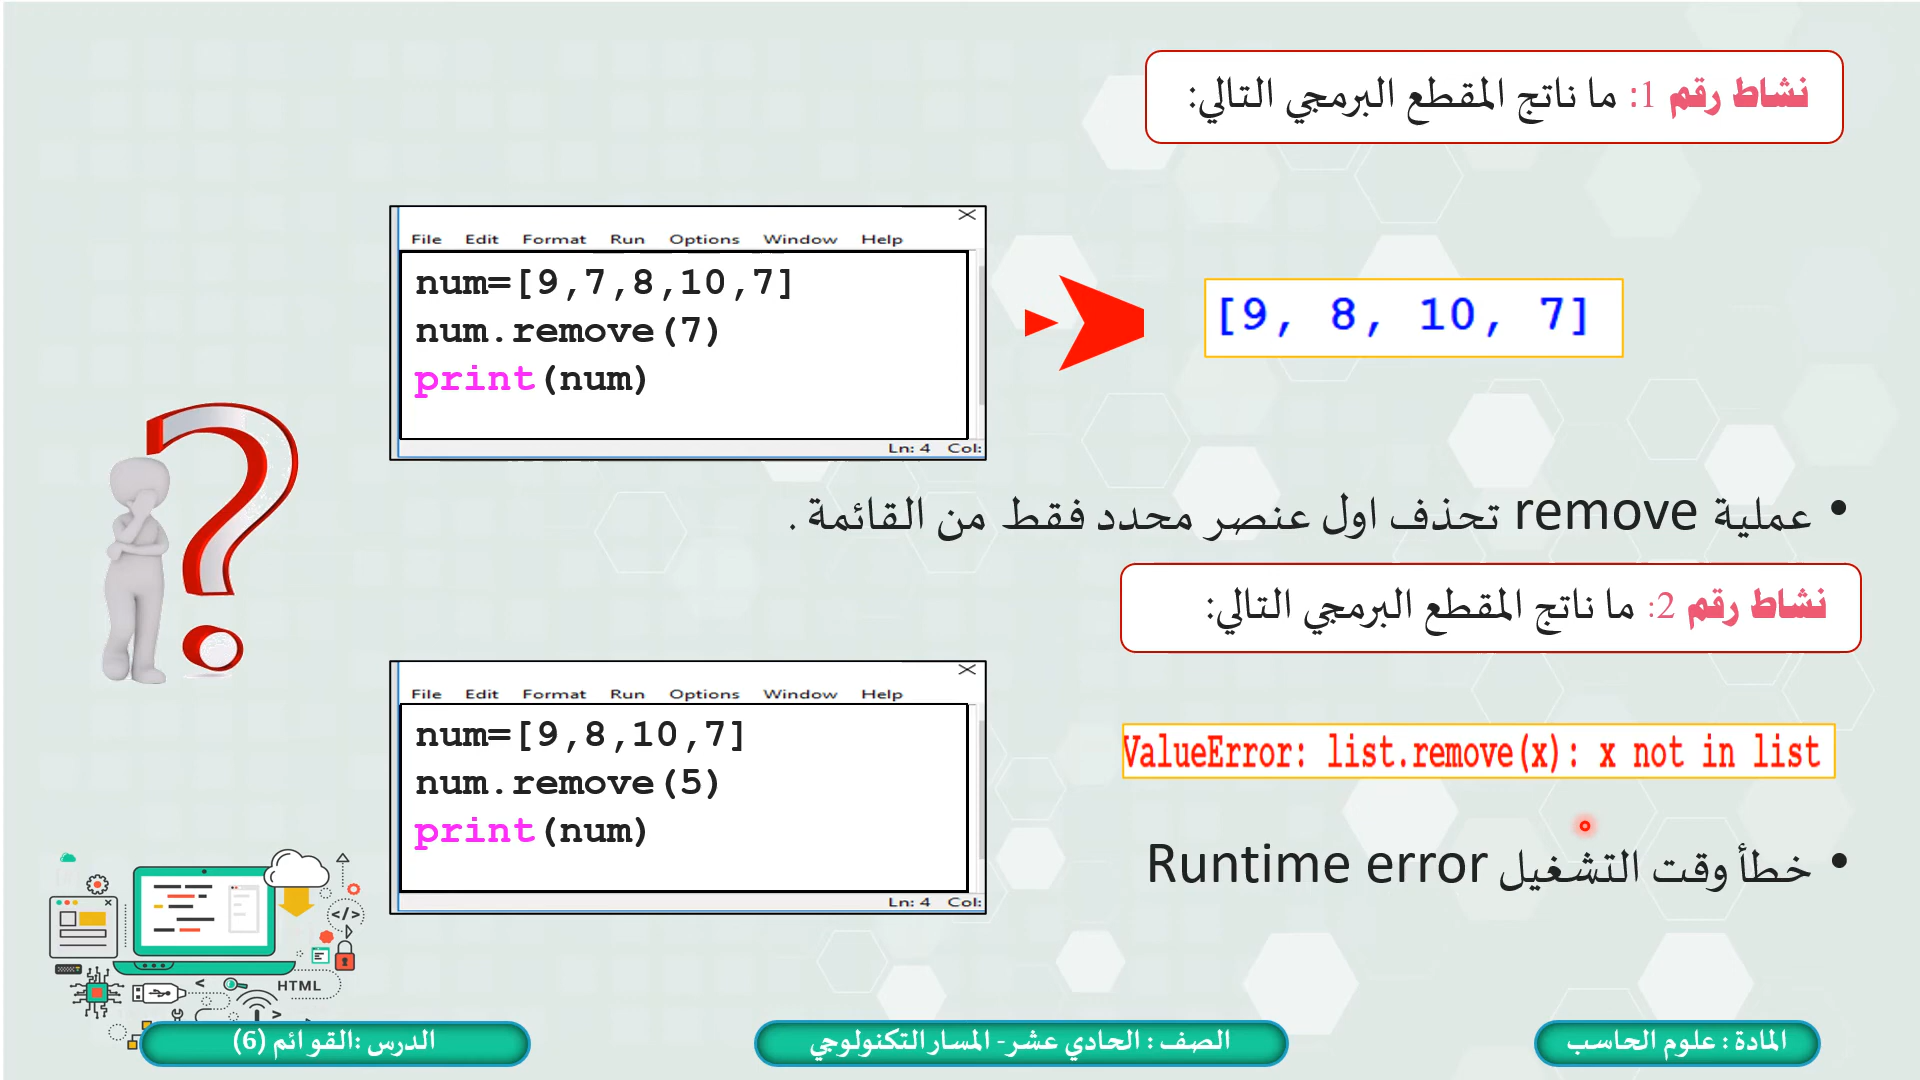 نشاط رقم 1: ما ناتج المقطع البرمجي التالي:
File Edit Format Run Options Window Help
num=[9,7,8,10,7]
num.remove(7)
print(num)
Ln: 4 Col:
[9, 8, 10, 7]
• عملية remove تحذف اول عنصر محدد فقط من القائمة .
نشاط رقم 2: ما ناتج المقطع البرمجي التالي:
File Edit Format Run Options Window Help
num=[9,8,10,7]
num.remove(5)
print(num)
Ln: 4 Col:
ValueError: list.remove(x): x not in list
• خطأ وقت التشغيل Runtime error
</>
HTML
المادة : علوم الحاسب
الصف : الحادي عشر- المسار التكنولوجي
الدرس :القوائم (6)